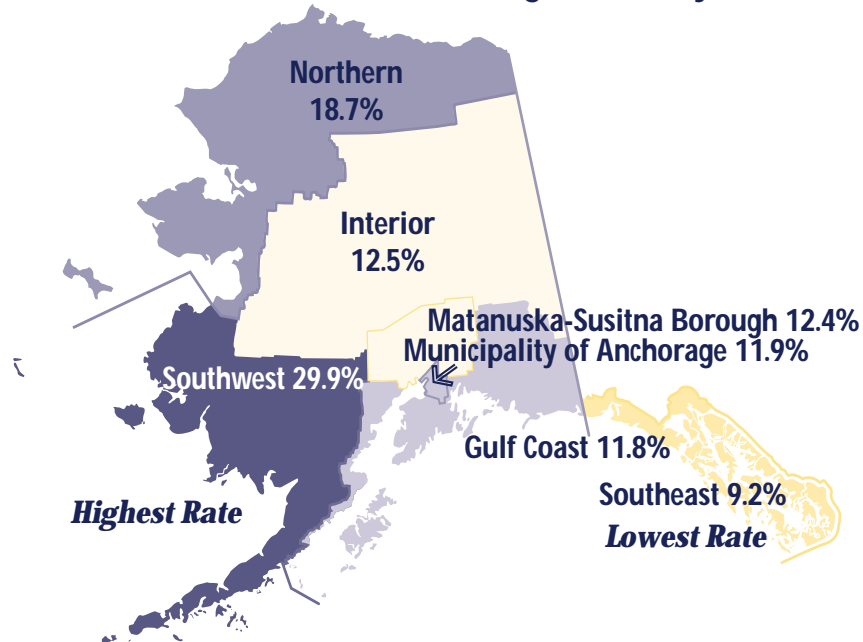 Northern
18.7%
Interior
12.5%
Matanuska-Susitna Borough 12.4%
Municipality of Anchorage 11.9%
Southwest 29.9%
Gulf Coast 11.8%
Southeast 9.2%
Highest Rate
Lowest Rate